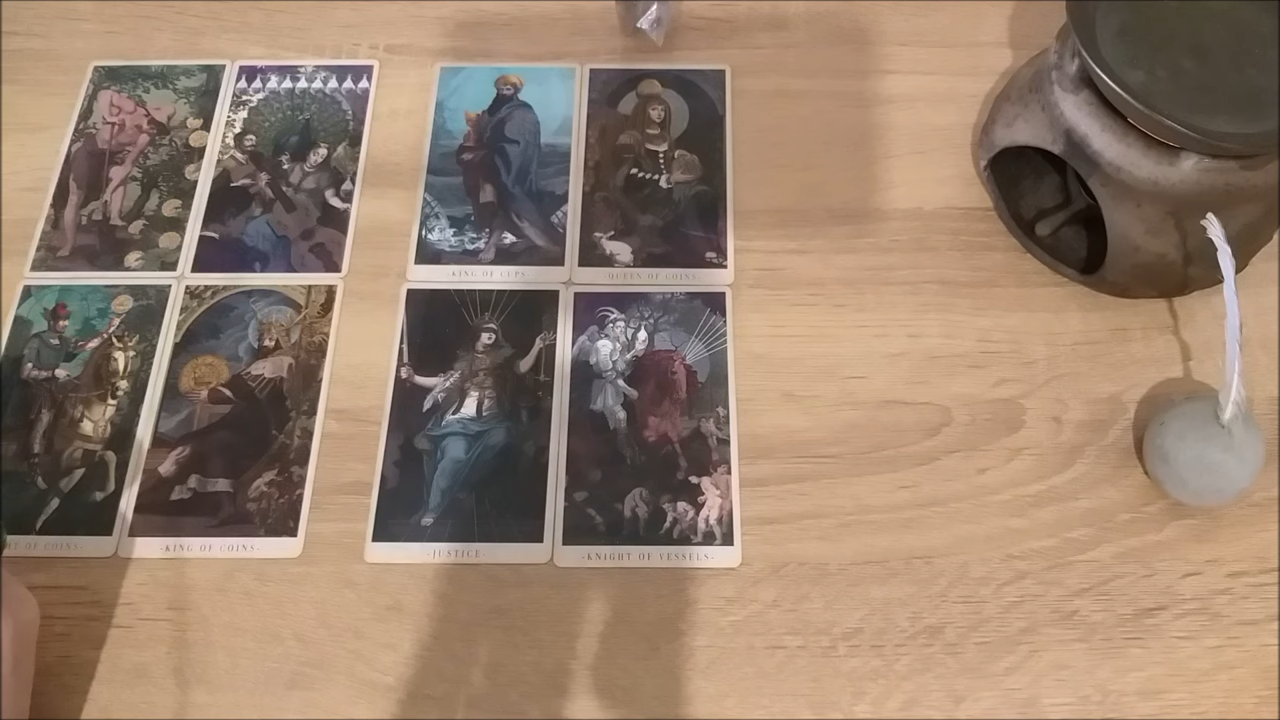 -KING OF CUPS-
-QUEEN OF COINS-
OF COINS-
-KING OF COINS-
-JUSTICE-
-KNIGHT OF VESSELS-